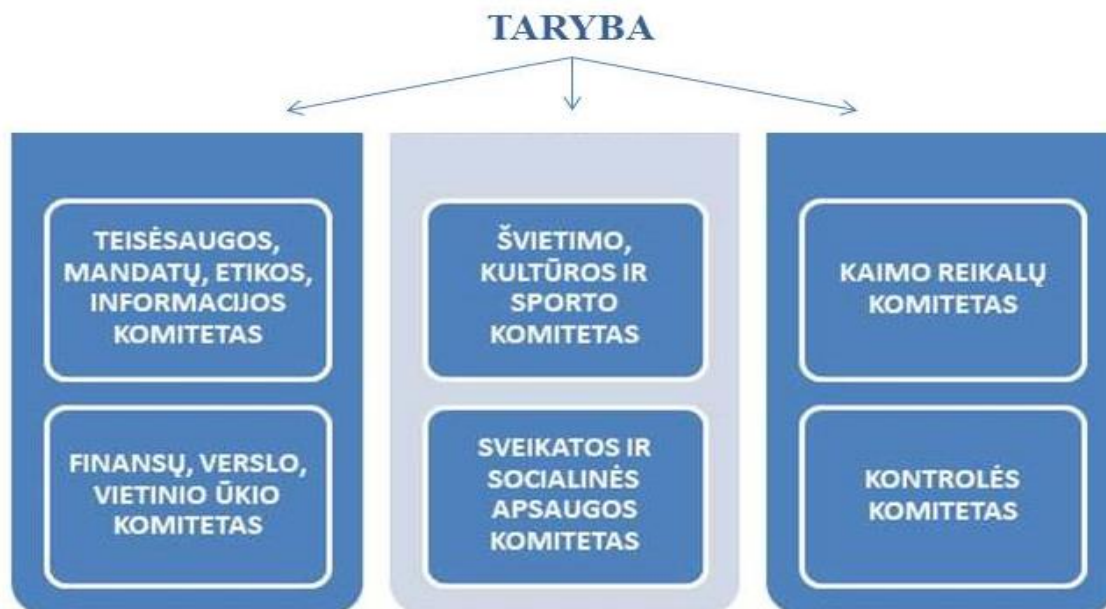 TARYBA
TEISĖSAUGOS,
MANDATŲ, ETIKOS,
INFORMACIJOS
KOMITETAS
FINANSŲ, VERSLO,
VIETINIO ŪKIO
KOMITETAS
ŠVIETIMO,
KULTŪROS IR
SPORTO
KOMITETAS
SVEIKATOS IR
SOCIALINĖS
APSAUGOS
KOMITETAS
KAIMO REIKALŲ
KOMITETAS
KONTROLĖS
KOMITETAS